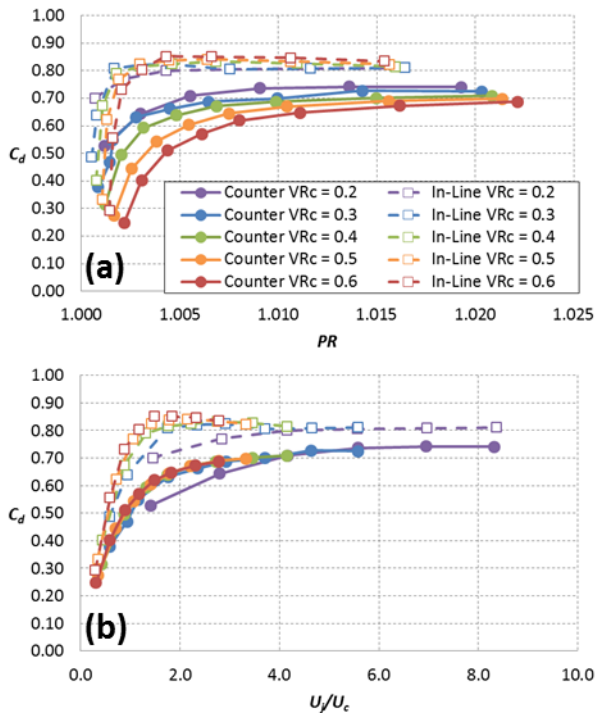 1.00
0.90
0.80
0.70
0.60
0.50
0.40
0.30
0.20
0.10
0.00
Cd
(a)
Counter VRc = 0.2 In-Line VRc = 0.2
Counter VRc = 0.3 In-Line VRc = 0.3
Counter VRc = 0.4 In-Line VRc = 0.4
Counter VRc = 0.5 In-Line VRc = 0.5
Counter VRc = 0.6 In-Line VRc = 0.6
1.000 1.005 1.010 1.015 1.020 1.025
PR
1.00
0.90
0.80
0.70
0.60
0.50
0.40
0.30
0.20
0.10
0.00
Cd
(b)
0.0 2.0 4.0 6.0 8.0 10.0
Uj/Uc